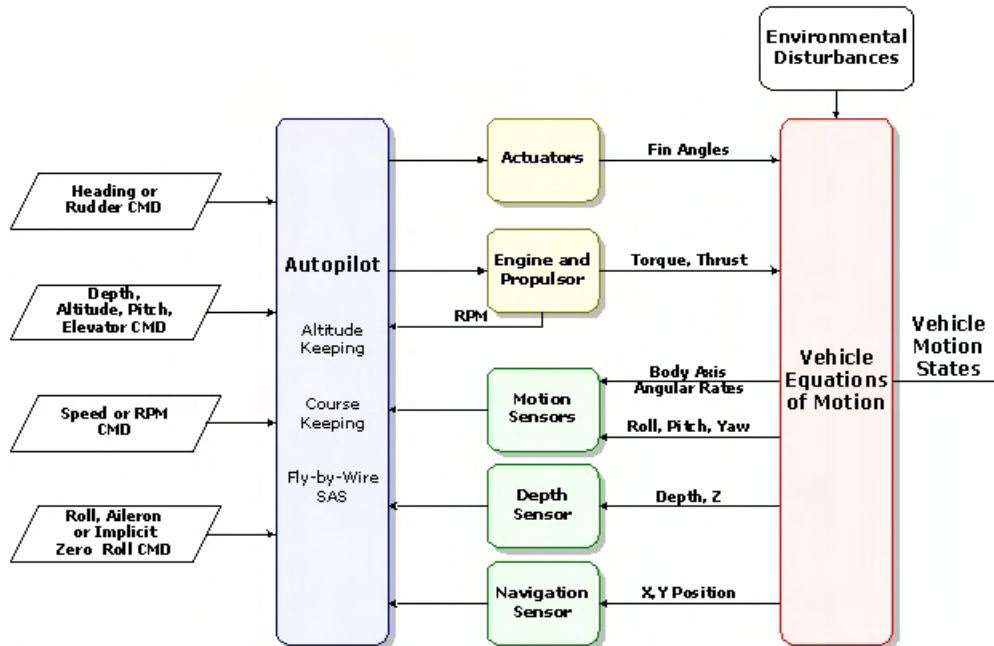 Environmental
Disturbances
Heading or
Rudder CMD
Depth,
Altitude, Pitch,
Elevator CMD
Speed or RPM
CMD
Roll, Aileron
or Implicit
Zero Roll CMD
Autopilot
Altitude
Keeping
Course
Keeping
Fly-by-Wire
SAS
Actuators
Fin Angles
Engine and
Propulsor
Torque, Thrust
RPM
Motion
Sensors
Body Axis
Angular Rates
Roll, Pitch, Yaw
Depth
Sensor
Depth, Z
Navigation
Sensor
X,Y Position
Vehicle
Equations
of Motion
Vehicle
Motion
States